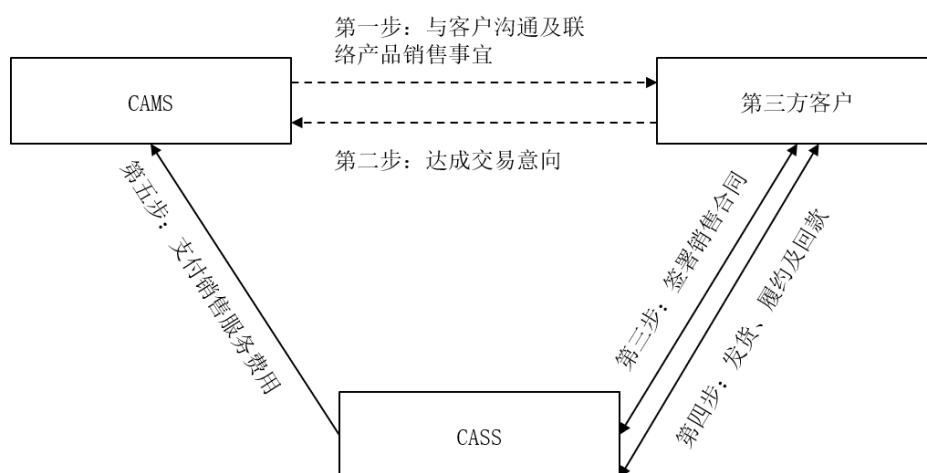 第一步：与客户沟通及联
络产品销售事宜
CAMS
第三方客户
第二步：达成交易意向
第五步：支付销售服务费用
第三步：签署销售合同
第四步：发货、履约及回款
CASS